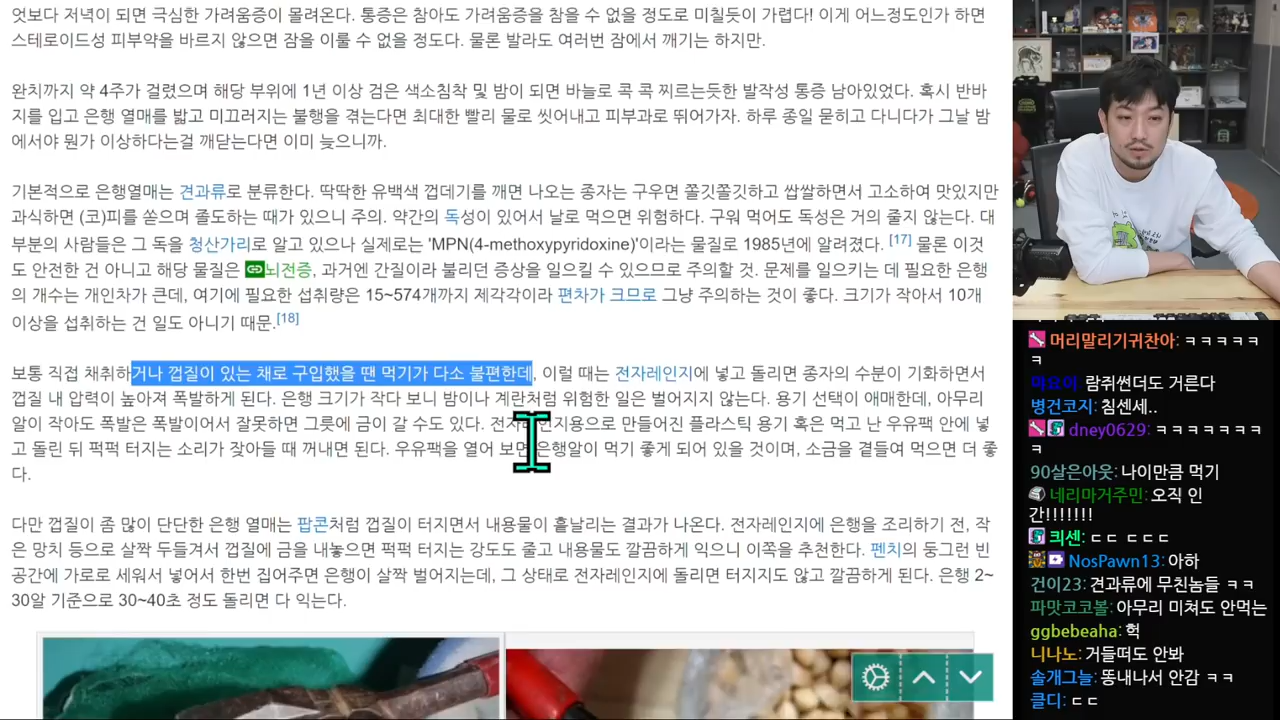 엇보다 저녁이 되면 극심한 가려움증이 몰려온다. 통증은 참아도 가려움증을 참을 수 없을 정도로 미칠듯이 가렵다! 이게 어느정도인가 하면
스테로이드성 피부약을 바르지 않으면 잠을 이룰 수 없을 정도다. 물론 발라도 여러번 잠에서 깨기는 하지만.
완치까지 약 4주가 걸렸으며 해당 부위에 1년 이상 검은 색소침착 및 밤이 되면 바늘로 콕 콕 찌르는듯한 발작성 통증 남아있었다. 혹시 반바
지를 입고 은행 열매를 밟고 미끄러지는 불행을 겪는다면 최대한 빨리 물로 씻어내고 피부과로 뛰어가자. 하루 종일 묻히고 다니다가 그날 밤
에서야 뭔가 이상하다는걸 깨닫는다면 이미 늦으니까.
기본적으로 은행열매는 견과류로 분류한다. 딱딱한 유백색 껍데기를 깨면 나오는 종자는 구우면 쫄깃쫄깃하고 쌉쌀하면서 고소하여 맛있지만
과식하면 (코)피를 쏟으며 졸도하는 때가 있으니 주의. 약간의 독성이 있어서 날로 먹으면 위험하다. 구워 먹어도 독성은 거의 줄지 않는다. 대
부분의 사람들은 그 독을 청산가리로 알고 있으나 실제로는 'MPN(4-methoxypyridoxine)'이라는 물질로 1985년에 알려졌다. [17] 물론 이것
도 안전한 건 아니고 해당 물질은 뇌전증, 과거엔 간질이라 불리던 증상을 일으킬 수 있으므로 주의할 것. 문제를 일으키는 데 필요한 은행
의 개수는 개인차가 큰데, 여기에 필요한 섭취량은 15~574개까지 제각각이라 편차가 크므로 그냥 주의하는 것이 좋다. 크기가 작아서 10개
이상을 섭취하는 건 일도 아니기 때문.[18]
보통 직접 채취하거나 껍질이 있는 채로 구입했을 땐 먹기가 다소 불편한데, 이럴 때는 전자레인지에 넣고 돌리면 종자의 수분이 기화하면서
껍질 내 압력이 높아져 폭발하게 된다. 은행 크기가 작다 보니 밤이나 계란처럼 위험한 일은 벌어지지 않는다. 용기 선택이 애매한데, 아무리
알이 작아도 폭발은 폭발이어서 잘못하면 그릇에 금이 갈 수도 있다. 전자레인지용으로 만들어진 플라스틱 용기 혹은 먹고 난 우유팩 안에 넣
고 돌린 뒤 퍽퍽 터지는 소리가 잦아들 때 꺼내면 된다. 우유팩을 열어 보면 은행알이 먹기 좋게 되어 있을 것이며, 소금을 곁들여 먹으면 더 좋
다.
다만 껍질이 좀 많이 단단한 은행 열매는 팝콘처럼 껍질이 터지면서 내용물이 흩날리는 결과가 나온다. 전자레인지에 은행을 조리하기 전, 작
은 망치 등으로 살짝 두들겨서 껍질에 금을 내놓으면 퍽퍽 터지는 강도도 줄고 내용물도 깔끔하게 익으니 이쪽을 추천한다. 펜치의 둥그런 빈
공간에 가로로 세워서 넣어서 한번 집어주면 은행이 살짝 벌어지는데, 그 상태로 전자레인지에 돌리면 터지지도 않고 깔끔하게 된다. 은행 2~
30알 기준으로 30~40초 정도 돌리면 다 익는다.
머리말리기귀찬아: ㅋㅋㅋㅋㅋ
ㅋ
먀요이: 람쥐썬더도 거른다
병건코지: 침센세..
dney0629: ㅋㅋㅋㅋㅋㅋㅋ
ㅋ
90살은아웃: 나이만큼 먹기
네리마거주민: 오직 인
간!!!!!!!
킈센: ㄷㄷ ㄷㄷㄷ
NosPawn13: 아하
건이23: 견과류에 무친놈들 ㅋㅋ
파맛코코볼: 아무리 미쳐도 안먹는
ggbebeaha: 헉
니나노: 거들떠도 안봐
솔개그늘: 똥내나서 안감 ㅋㅋ
클디: ㄷㄷ